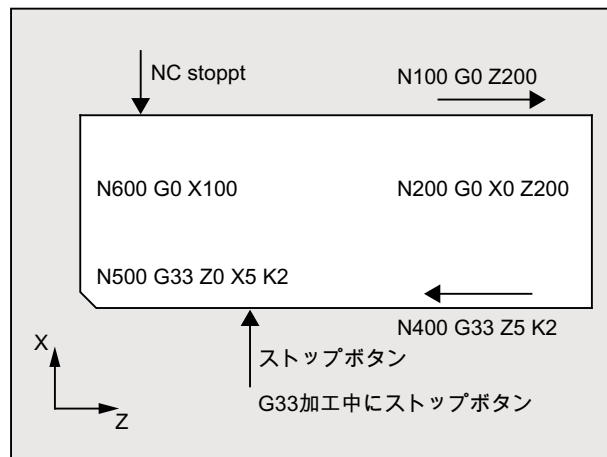 NC stoppt
N100 G0 Z200
N600 G0 X100
N200 G0 X0 Z200
N500 G33 Z0 X5 K2
N400 G33 Z5 K2
X
ストップボタン
Z
G33加工中にストップボタン